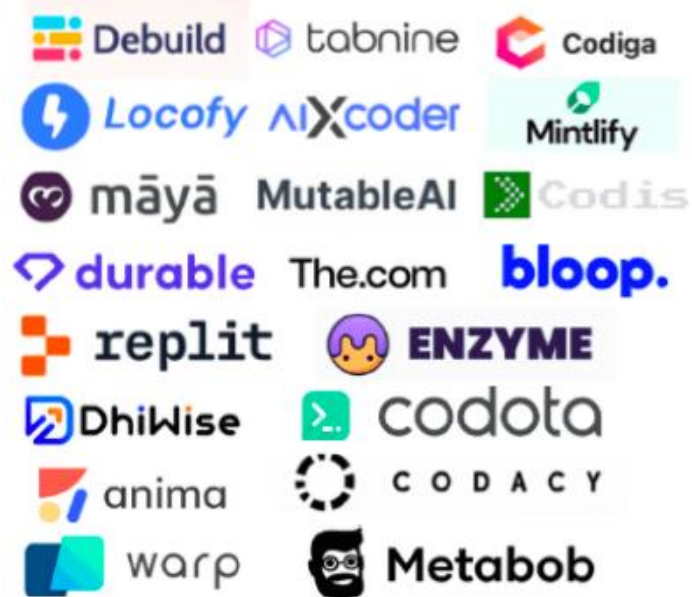 Debuild tabnine Codiga
Locofy AIXcoder Mintlify
māyā MutableAI Codis
durable The.com bloop.
replit ENZYME
DhiWise codota
anima CODACY
warp Metabob